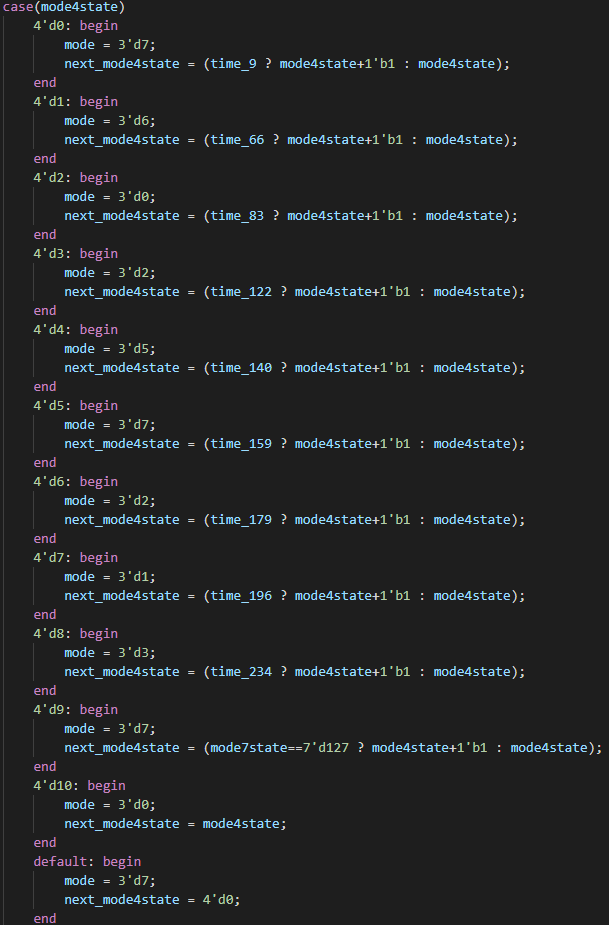 case(mode4state)
    4'd0: begin
        mode = 3'd7;
        next_mode4state = (time_9 ? mode4state+1'b1 : mode4state);
    end
    4'd1: begin
        mode = 3'd6;
        next_mode4state = (time_66 ? mode4state+1'b1 : mode4state);
    end
    4'd2: begin
        mode = 3'd0;
        next_mode4state = (time_83 ? mode4state+1'b1 : mode4state);
    end
    4'd3: begin
        mode = 3'd2;
        next_mode4state = (time_122 ? mode4state+1'b1 : mode4state);
    end
    4'd4: begin
        mode = 3'd5;
        next_mode4state = (time_140 ? mode4state+1'b1 : mode4state);
    end
    4'd5: begin
        mode = 3'd7;
        next_mode4state = (time_159 ? mode4state+1'b1 : mode4state);
    end
    4'd6: begin
        mode = 3'd2;
        next_mode4state = (time_179 ? mode4state+1'b1 : mode4state);
    end
    4'd7: begin
        mode = 3'd1;
        next_mode4state = (time_196 ? mode4state+1'b1 : mode4state);
    end
    4'd8: begin
        mode = 3'd3;
        next_mode4state = (time_234 ? mode4state+1'b1 : mode4state);
    end
    4'd9: begin
        mode = 3'd7;
        next_mode4state = (mode7state==7'd127 ? mode4state+1'b1 : mode4state);
    end
    4'd10: begin
        mode = 3'd0;
        next_mode4state = mode4state;
    end
    default: begin
        mode = 3'd7;
        next_mode4state = 4'd0;
    end